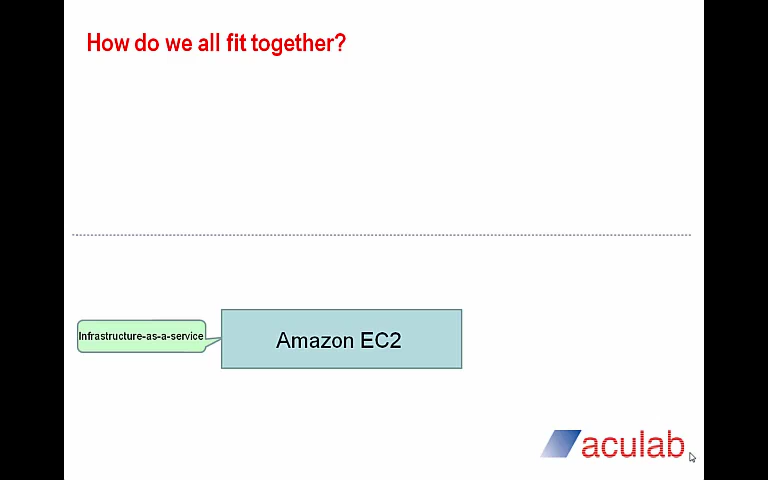 How do we all fit together?
Infrastructure-as-a-service
Amazon EC2
aculab